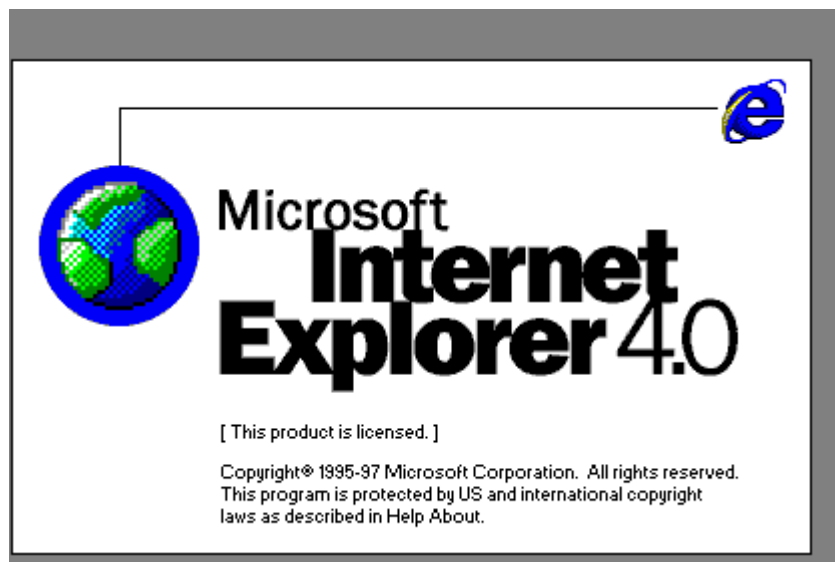 Microsoft
Internet
Explorer 4.0
[ This product is licensed. ]
Copyright® 1995-97 Microsoft Corporation. All rights reserved.
This program is protected by US and international copyright
laws as described in Help About.